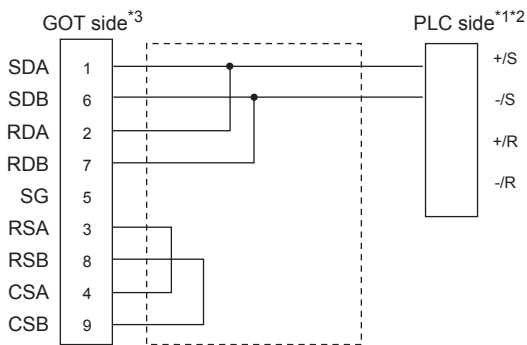 GOT side*3
PLC side*1*2
SDA 1
+/S
SDB 6
-/S
RDA 2
+/R
RDB 7
-/R
SG 5
RSA 3
RSB 8
CSA 4
CSB 9